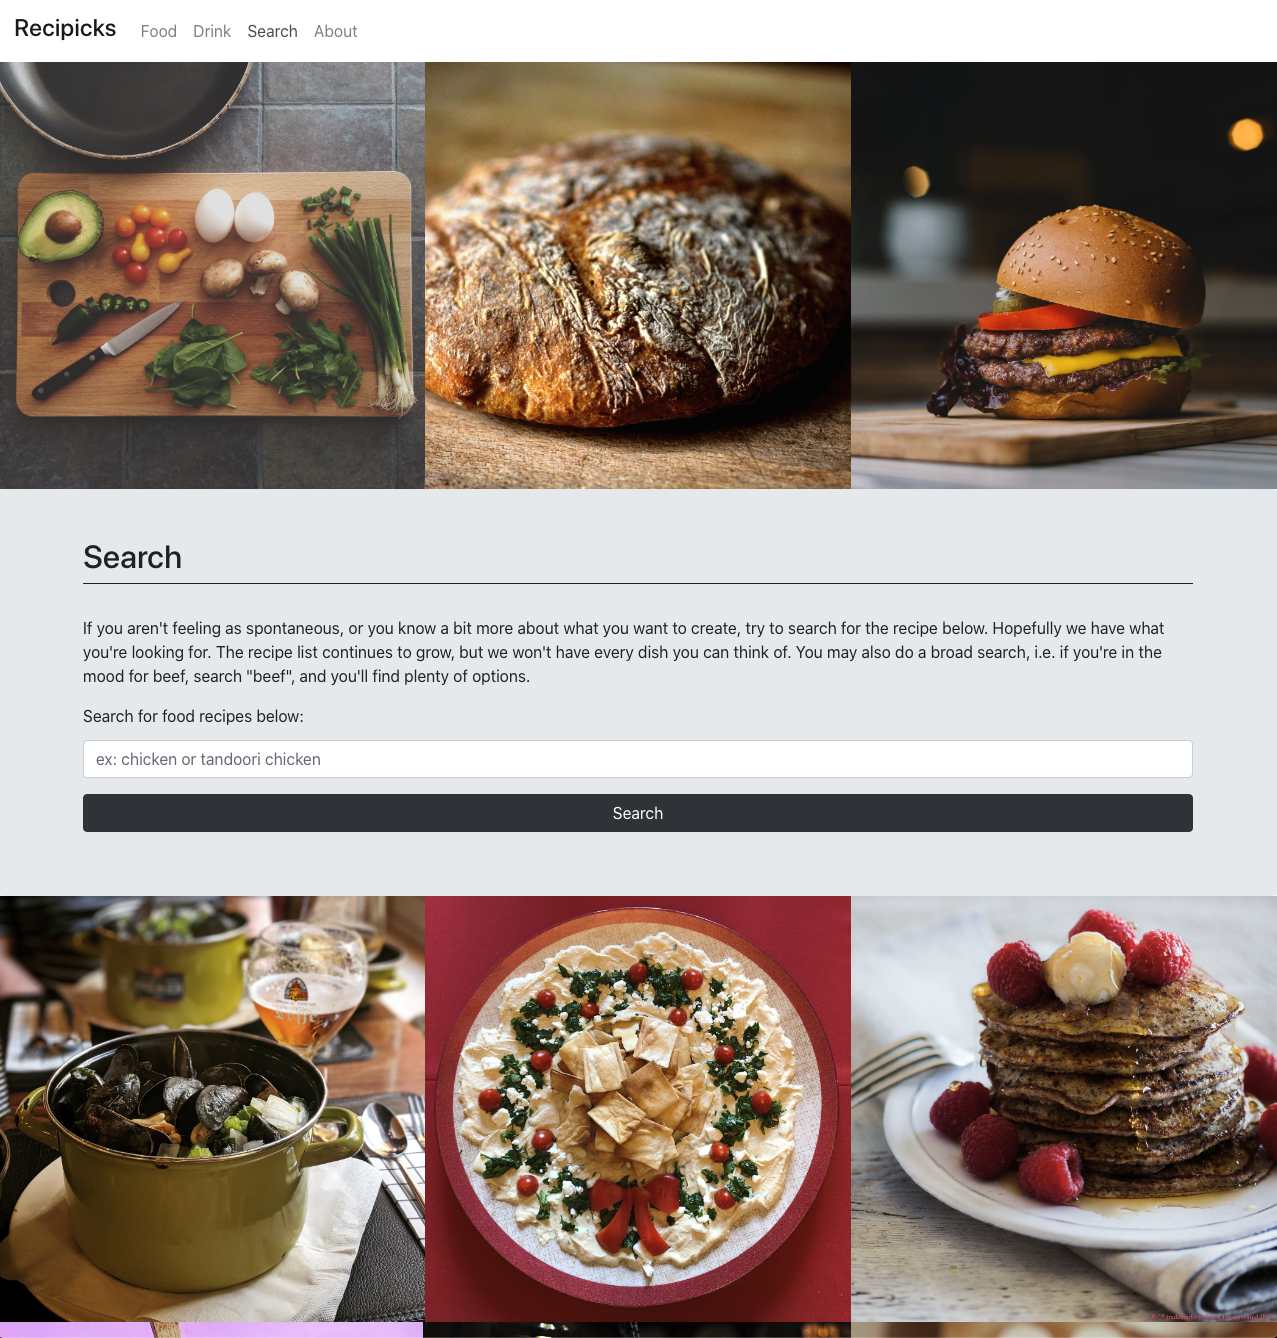 Recipicks Food Drink Search About
Search
If you aren't feeling as spontaneous, or you know a bit more about what you want to create, try to search for the recipe below. Hopefully we have what
you're looking for. The recipe list continues to grow, but we won't have every dish you can think of. You may also do a broad search, i.e. if you're in the
mood for beef, search "beef", and you'll find plenty of options.
Search for food recipes below:
ex: chicken or tandoori chicken
Search